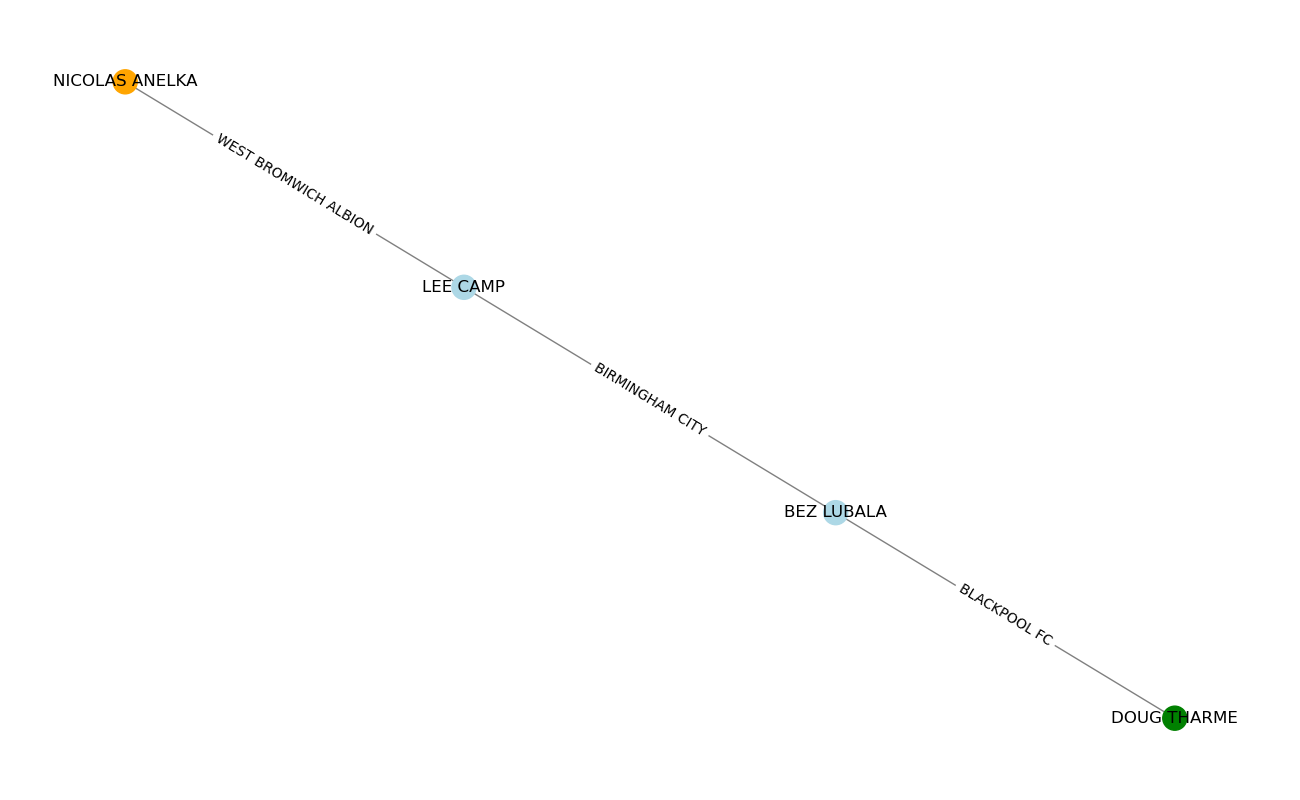 NICOLAS ANELKA
WEST BROMWICH ALBION
LEE CAMP
BIRMINGHAM CITY
BEZ LUBALA
BLACKPOOL FC
DOUG THARME